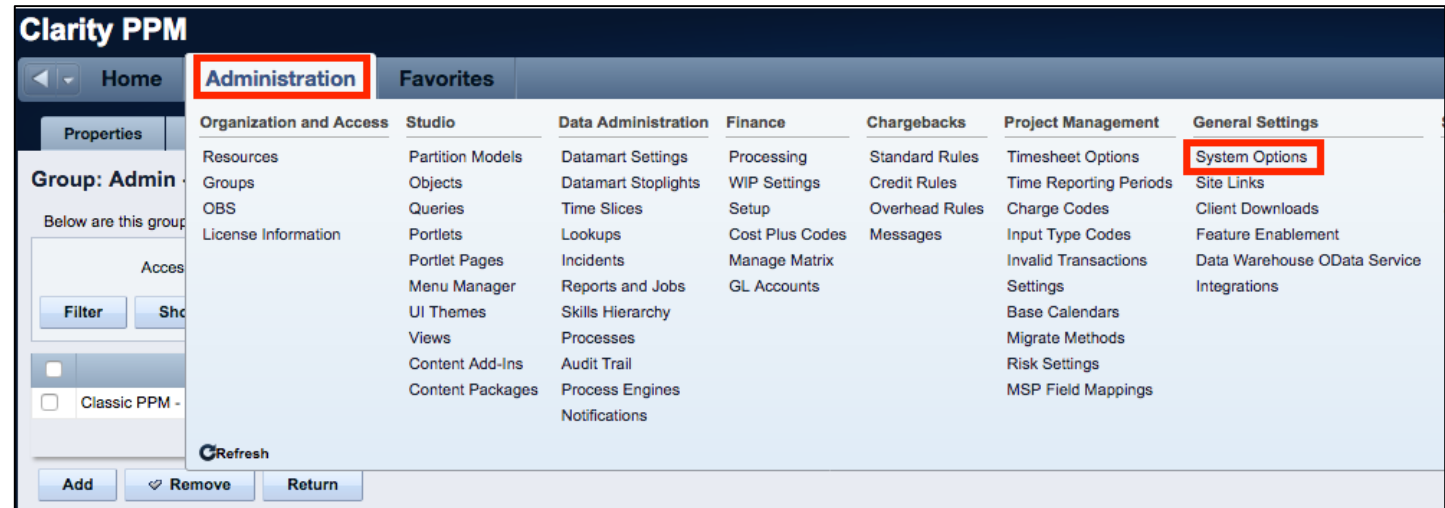 Clarity PPM
Home Administration Favorites
Properties
Group: Admin -
Below are this group
Acces
Filter Sho
Classic PPM -
Organization and Access Studio Data Administration Finance Chargebacks Project Management General Settings
Resources Partition Models Datamart Settings Processing Standard Rules Timesheet Options System Options
Groups Objects Datamart Stoplights WIP Settings Credit Rules Time Reporting Periods Site Links
OBS Queries Time Slices Setup Overhead Rules Charge Codes Client Downloads
License Information Portlets Lookups Cost Plus Codes Messages Input Type Codes Feature Enablement
Portlet Pages Incidents Manage Matrix Invalid Transactions Data Warehouse OData Service
Menu Manager Reports and Jobs GL Accounts Settings Integrations
UI Themes Skills Hierarchy Base Calendars
Views Processes Migrate Methods
Content Add-Ins Audit Trail Risk Settings
Content Packages Process Engines MSP Field Mappings
Notifications
Refresh
Add Remove Return